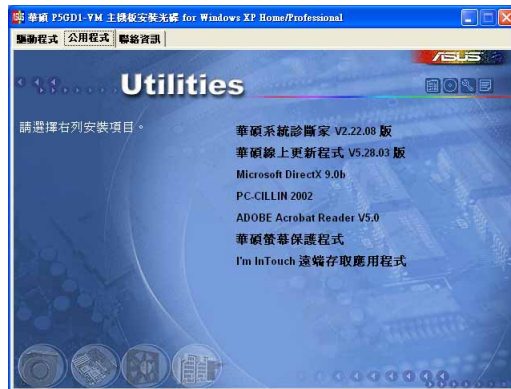 華碩 P5GD1-VM 主機板安裝光碟 for Windows XP Home/Professional
驅動程式 公用程式 聯絡資訊
ASUS
Utilities
請選擇右列安裝項目。
華碩系統診斷家 V2.22.08 版
華碩線上更新程式 V5.28.03 版
Microsoft DirectX 9.0b
PC-CILLIN 2002
ADOBE Acrobat Reader V5.0
華碩螢幕保護程式
I'm InTouch 遠端存取應用程式